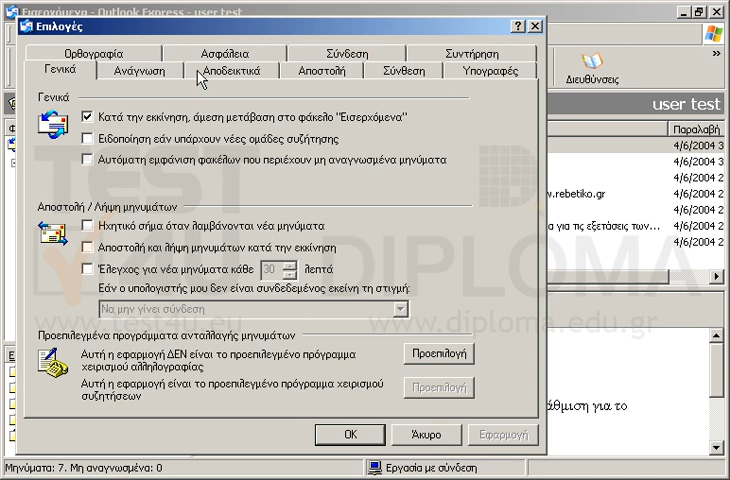 Εισερχόμενα - Outlook Express - user test
Επιλογές
Ορθογραφία Ασφάλεια Σύνδεση Συντήρηση
Γενικά Ανάγνωση Αποδεικτικά Αποστολή Σύνθεση Υπογραφές
Διευθύνσεις
user test
Γενικά
Κατά την εκκίνηση, άμεση μετάβαση στο φάκελο "Εισερχόμενα"
Ειδοποίηση εάν υπάρχουν νέες ομάδες συζήτησης
Αυτόματη εμφάνιση φακέλων που περιέχουν μη αναγνωσμένα μηνύματα
Παραλαβή
4/6/2004 3
4/6/2004 3
4/6/2004 2
w.rebetiko.gr 4/6/2004 2
4/6/2004 2
α για τις εξετάσεις των... 4/6/2004 2
4/6/2004 2
Αποστολή / Λήψη μηνυμάτων
Ηχητικό σήμα όταν λαμβάνονται νέα μηνύματα
Αποστολή και λήψη μηνυμάτων κατά την εκκίνηση
Έλεγχος για νέα μηνύματα κάθε 30 λεπτά
Εάν ο υπολογιστής μου δεν είναι συνδεδεμένος εκείνη τη στιγμή:
Να μην γίνει σύνδεση
Προεπιλεγμένα προγράμματα ανταλλαγής μηνυμάτων
Αυτή η εφαρμογή ΔΕΝ είναι το προεπιλεγμένο πρόγραμμα
χειρισμού αλληλογραφίας
Προεπιλογή
Αυτή η εφαρμογή είναι το προεπιλεγμένο πρόγραμμα χειρισμού
συζητήσεων
Προεπιλογή
άθμιση για το
OK Άκυρο Εφαρμογή
Μηνύματα: 7. Μη αναγνωσμένα: 0 Εργασία με σύνδεση
TEST 4U DIPLOMA
www.test4u.eu www.diploma.edu.gr